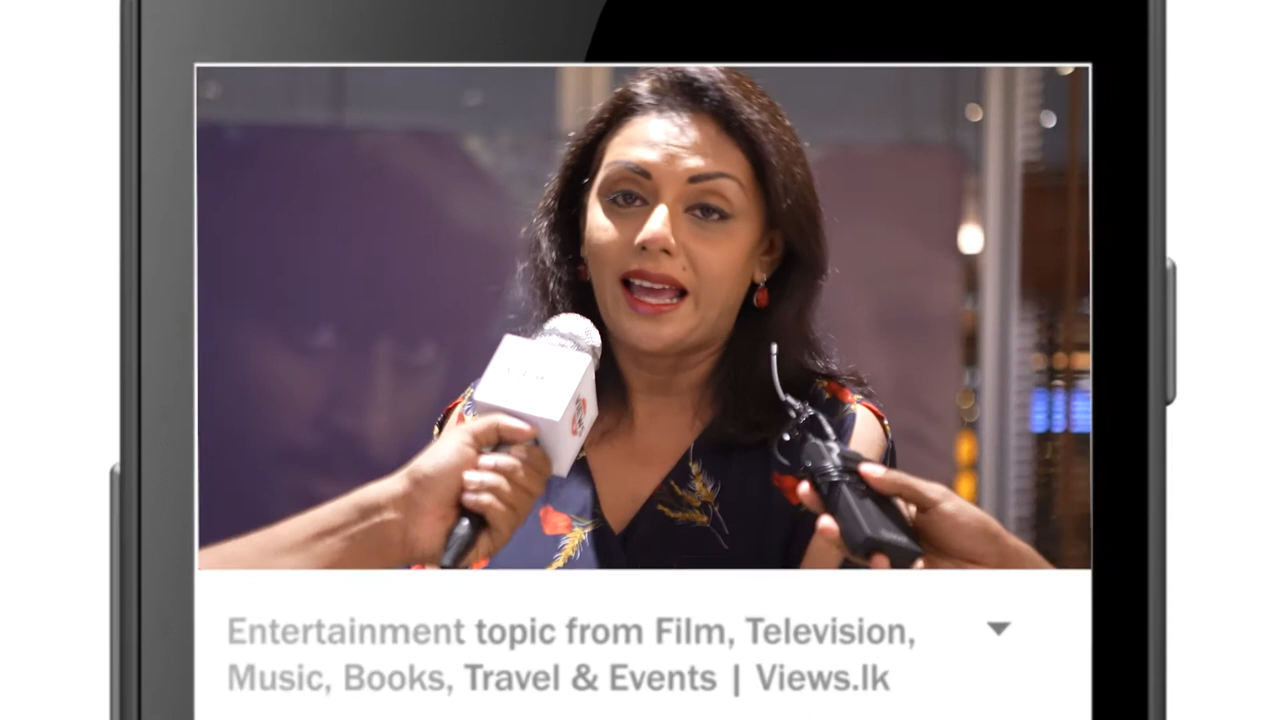 Entertainment topic from Film, Television,
Music, Books, Travel & Events | Views.lk